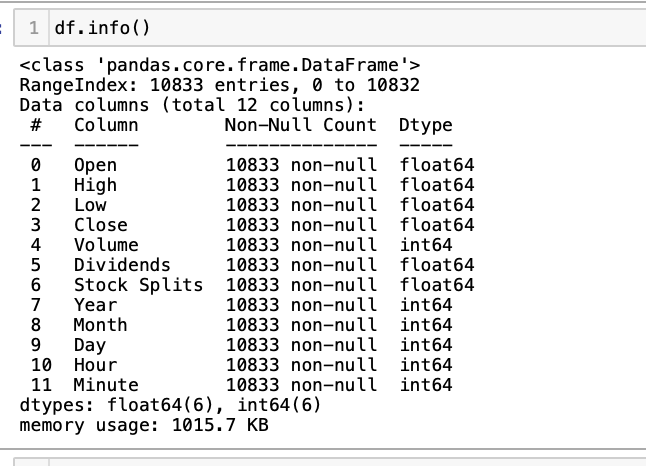 1 df.info()
<class 'pandas.core.frame.DataFrame'>
RangeIndex: 10833 entries, 0 to 10832
Data columns (total 12 columns):
 #   Column        Non-Null Count  Dtype
---  ------        --------------  -----
 0   Open          10833 non-null  float64
 1   High          10833 non-null  float64
 2   Low           10833 non-null  float64
 3   Close         10833 non-null  float64
 4   Volume        10833 non-null  int64
 5   Dividends     10833 non-null  float64
 6   Stock Splits  10833 non-null  float64
 7   Year          10833 non-null  int64
 8   Month         10833 non-null  int64
 9   Day           10833 non-null  int64
 10  Hour          10833 non-null  int64
 11  Minute        10833 non-null  int64
dtypes: float64(6), int64(6)
memory usage: 1015.7 KB